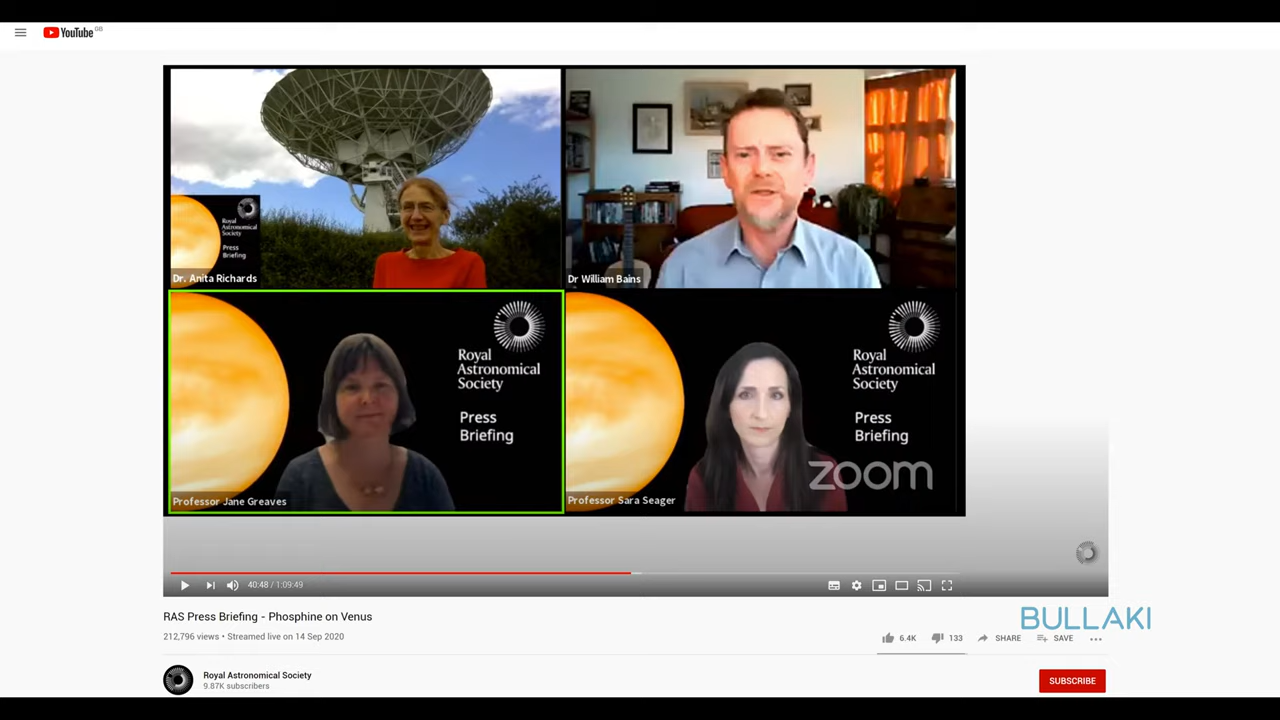 YouTube GB
Royal
Astronomical
Society
Press
Briefing
Dr. Anita Richards
Dr William Bains
Royal
Astronomical
Society
Press
Briefing
Professor Jane Greaves
Royal
Astronomical
Society
Press
Briefing
zoom
Professor Sara Seager
40:48 / 1:09:49
RAS Press Briefing - Phosphine on Venus
BULLAKI
212,796 views • Streamed live on 14 Sep 2020
6.4K 133 SHARE SAVE
Royal Astronomical Society
9.87K subscribers
SUBSCRIBE